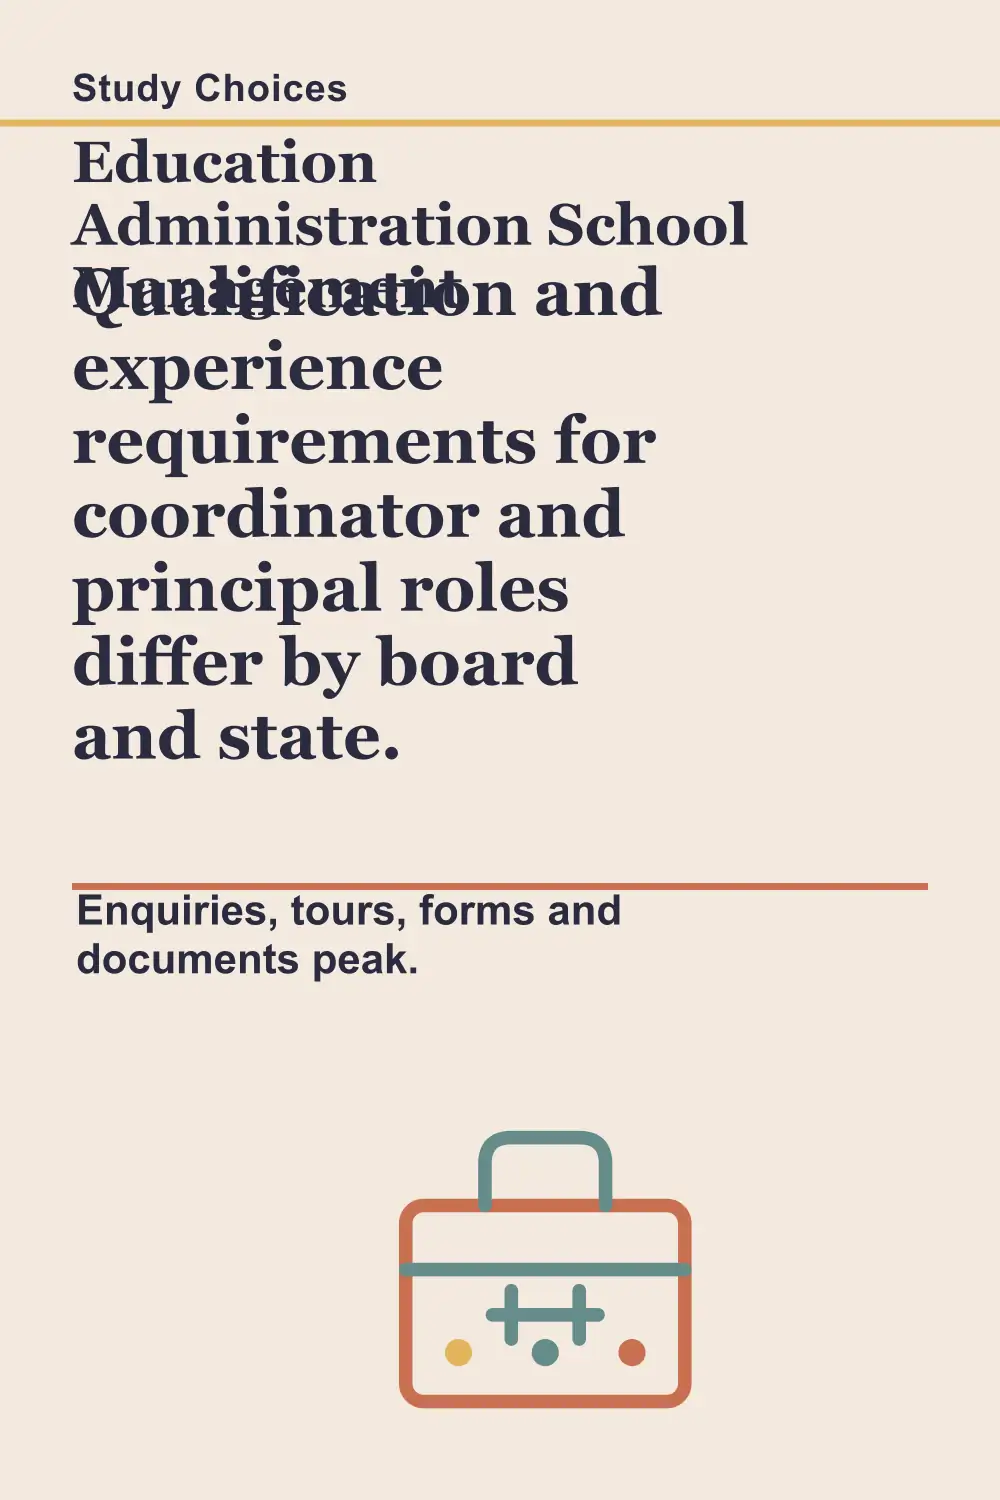 Study Choices
Education
Administration School
Management
Qualification and
experience
requirements for
coordinator and
principal roles
differ by board
and state.
Enquiries, tours, forms and
documents peak.